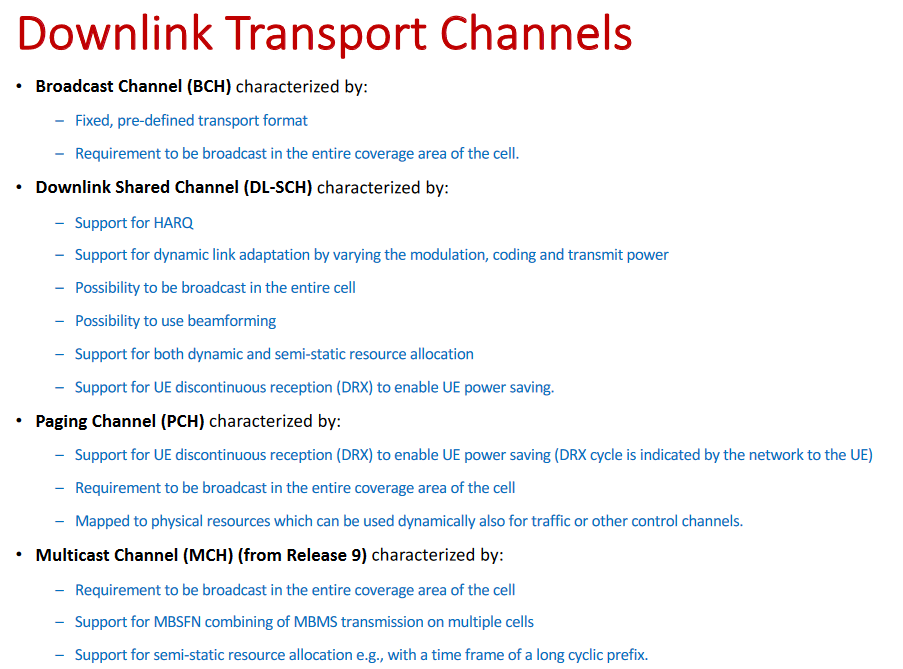 Downlink Transport Channels
• Broadcast Channel (BCH) characterized by:
– Fixed, pre-defined transport format
– Requirement to be broadcast in the entire coverage area of the cell.
• Downlink Shared Channel (DL-SCH) characterized by:
– Support for HARQ
– Support for dynamic link adaptation by varying the modulation, coding and transmit power
– Possibility to be broadcast in the entire cell
– Possibility to use beamforming
– Support for both dynamic and semi-static resource allocation
– Support for UE discontinuous reception (DRX) to enable UE power saving.
• Paging Channel (PCH) characterized by:
– Support for UE discontinuous reception (DRX) to enable UE power saving (DRX cycle is indicated by the network to the UE)
– Requirement to be broadcast in the entire coverage area of the cell
– Mapped to physical resources which can be used dynamically also for traffic or other control channels.
• Multicast Channel (MCH) (from Release 9) characterized by:
– Requirement to be broadcast in the entire coverage area of the cell
– Support for MBSFN combining of MBMS transmission on multiple cells
– Support for semi-static resource allocation e.g., with a time frame of a long cyclic prefix.